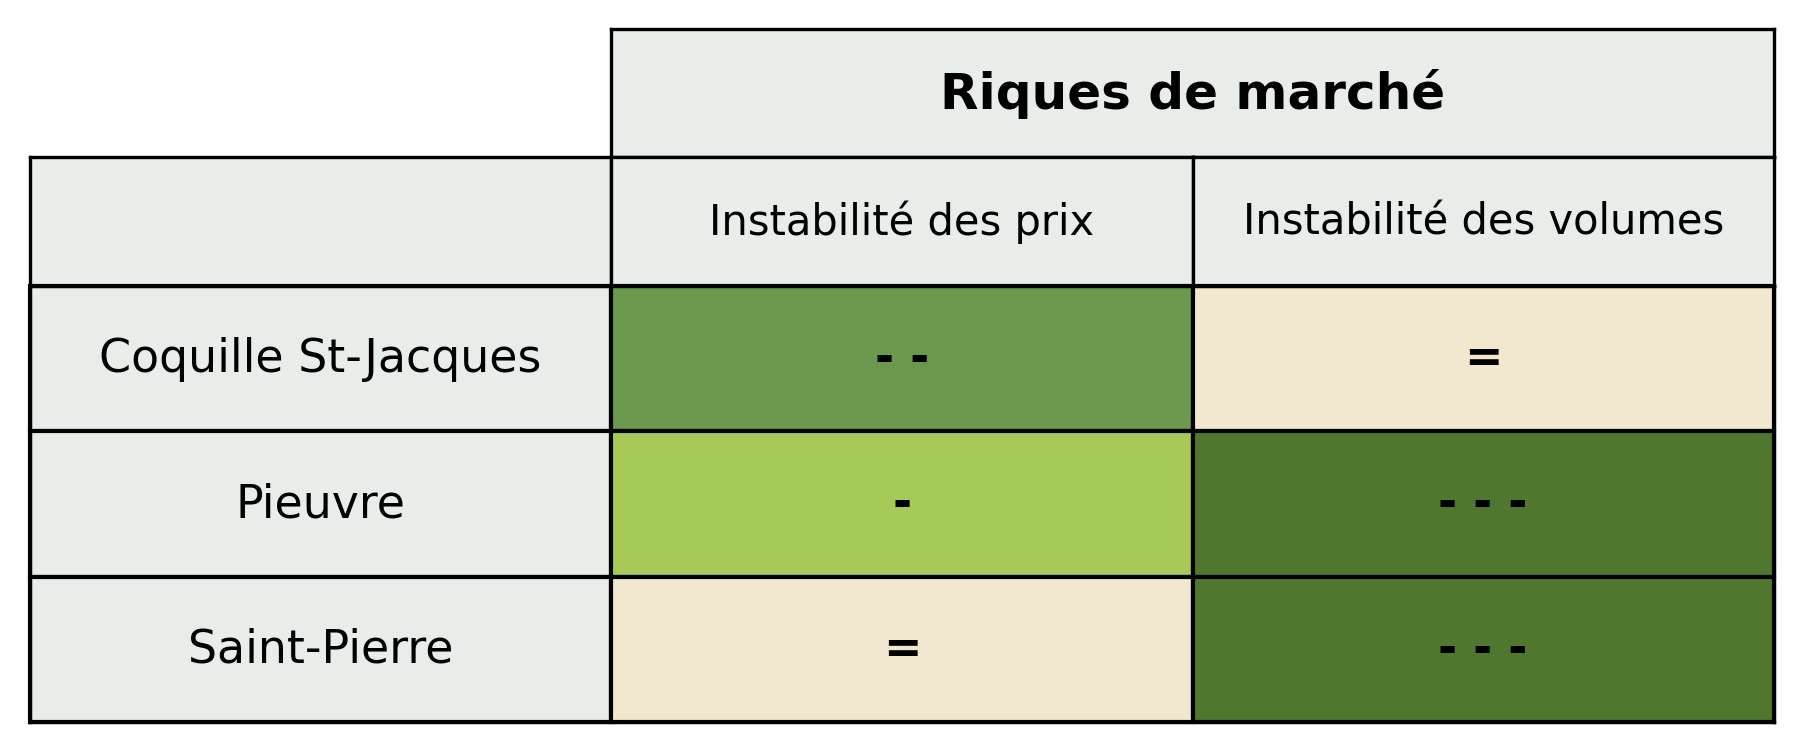 Riques de marché
Instabilité des prix Instabilité des volumes
Coquille St-Jacques - - =
Pieuvre - - - -
Saint-Pierre = - - -